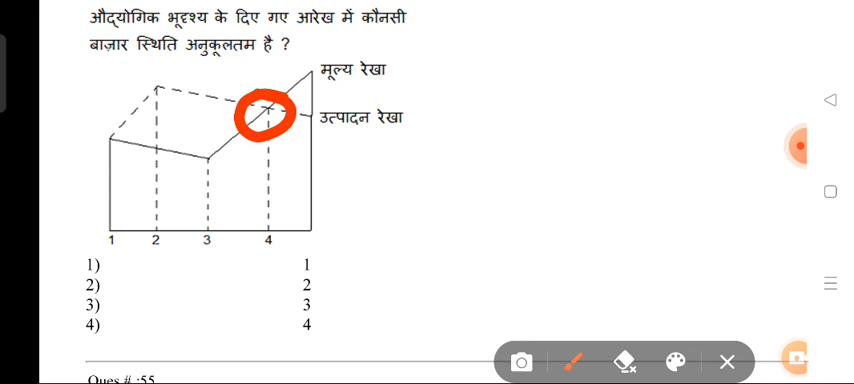 औद्योगिक भूदृश्य के दिए गए आरेख में कौनसी
बाज़ार स्थिति अनुकूलतम है ?
मूल्य रेखा
उत्पादन रेखा
1 2 3 4
1) 1
2) 2
3) 3
4) 4
Ques # :55